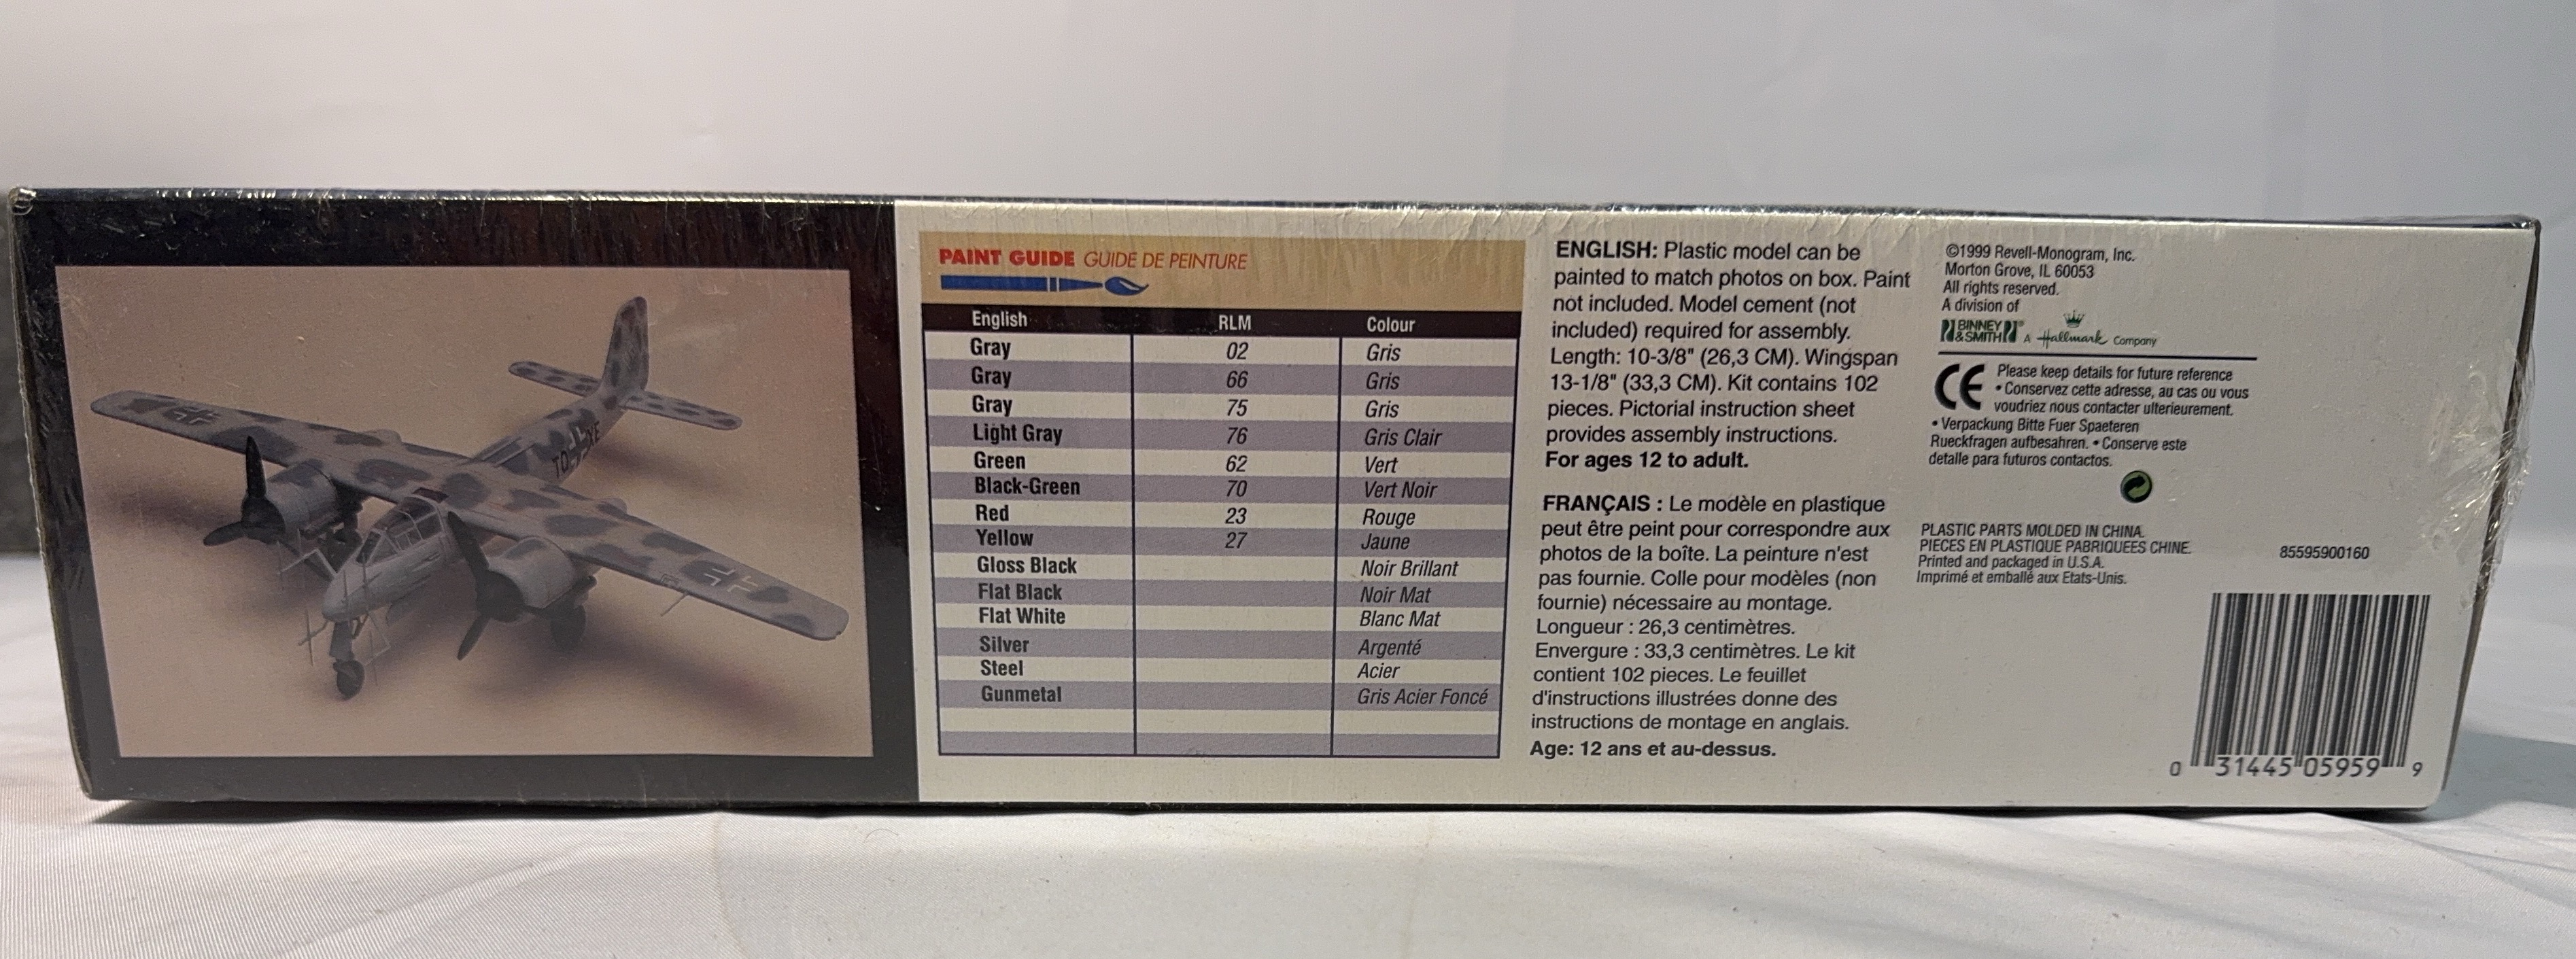 PAINT GUIDE GUIDE DE PEINTURE
English RLM Colour
Gray 02 Gris
Gray 66 Gris
Gray 75 Gris
Light Gray 76 Gris Clair
Green 62 Vert
Black-Green 70 Vert Noir
Red 23 Rouge
Yellow 27 Jaune
Gloss Black Noir Brillant
Flat Black Noir Mat
Flat White Blanc Mat
Silver Argenté
Steel Acier
Gunmetal Gris Acier Foncé
ENGLISH: Plastic model can be
painted to match photos on box. Paint
not included. Model cement (not
included) required for assembly.
Length: 10-3/8" (26,3 CM). Wingspan
13-1/8" (33,3 CM). Kit contains 102
pieces. Pictorial instruction sheet
provides assembly instructions.
For ages 12 to adult.
FRANÇAIS : Le modèle en plastique
peut être peint pour correspondre aux
photos de la boîte. La peinture n'est
pas fournie. Colle pour modèles (non
fournie) nécessaire au montage.
Longueur : 26,3 centimètres.
Envergure : 33,3 centimètres. Le kit
contient 102 pieces. Le feuillet
d'instructions illustrées donne des
instructions de montage en anglais.
Age: 12 ans et au-dessus.
©1999 Revell-Monogram, Inc.
Morton Grove, IL 60053
All rights reserved.
A division of
BINNEY & SMITH® A Hallmark Company
CE
Please keep details for future reference
• Conservez cette adresse, au cas ou vous
voudriez nous contacter ulterieurement.
• Verpackung Bitte Fuer Spaeteren
Rueckfragen aufbesahren. • Conserve este
detalle para futuros contactos.
PLASTIC PARTS MOLDED IN CHINA.
PIECES EN PLASTIQUE PABRIQUEES CHINE.
Printed and packaged in U.S.A.
Imprimé et emballé aux Etats-Unis.
85595900160
0 31445 05959 9